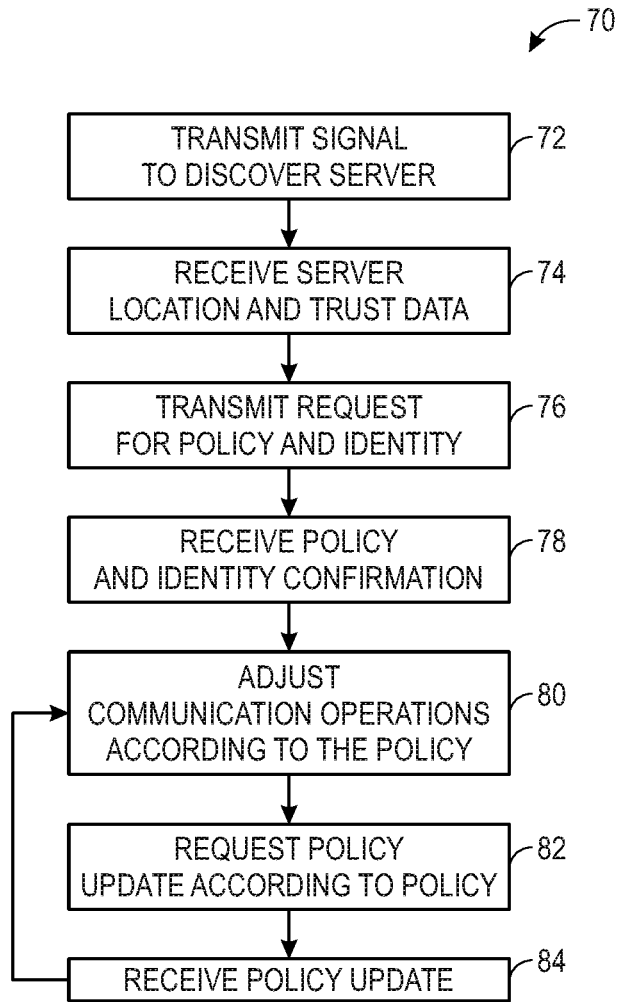 70
TRANSMIT SIGNAL
TO DISCOVER SERVER
72
RECEIVE SERVER
LOCATION AND TRUST DATA
74
TRANSMIT REQUEST
FOR POLICY AND IDENTITY
76
RECEIVE POLICY
AND IDENTITY CONFIRMATION
78
ADJUST
COMMUNICATION OPERATIONS
ACCORDING TO THE POLICY
80
REQUEST POLICY
UPDATE ACCORDING TO POLICY
82
RECEIVE POLICY UPDATE
84